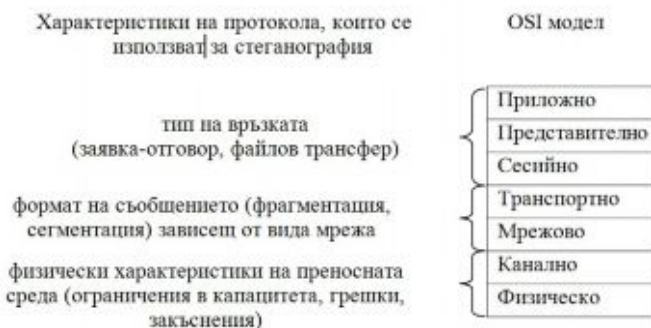 Характеристики на протокола, които се
използват за стеганография
OSI модел
тип на връзката
(заявка-отговор, файлов трансфер)
Приложно
Представително
Сесийно
формат на съобщението (фрагментация,
сегментация) зависещ от вида мрежа
Транспортно
Мрежово
физически характеристики на преносната
среда (ограничения в капацитета, грешки,
закъснения)
Канално
Физическо